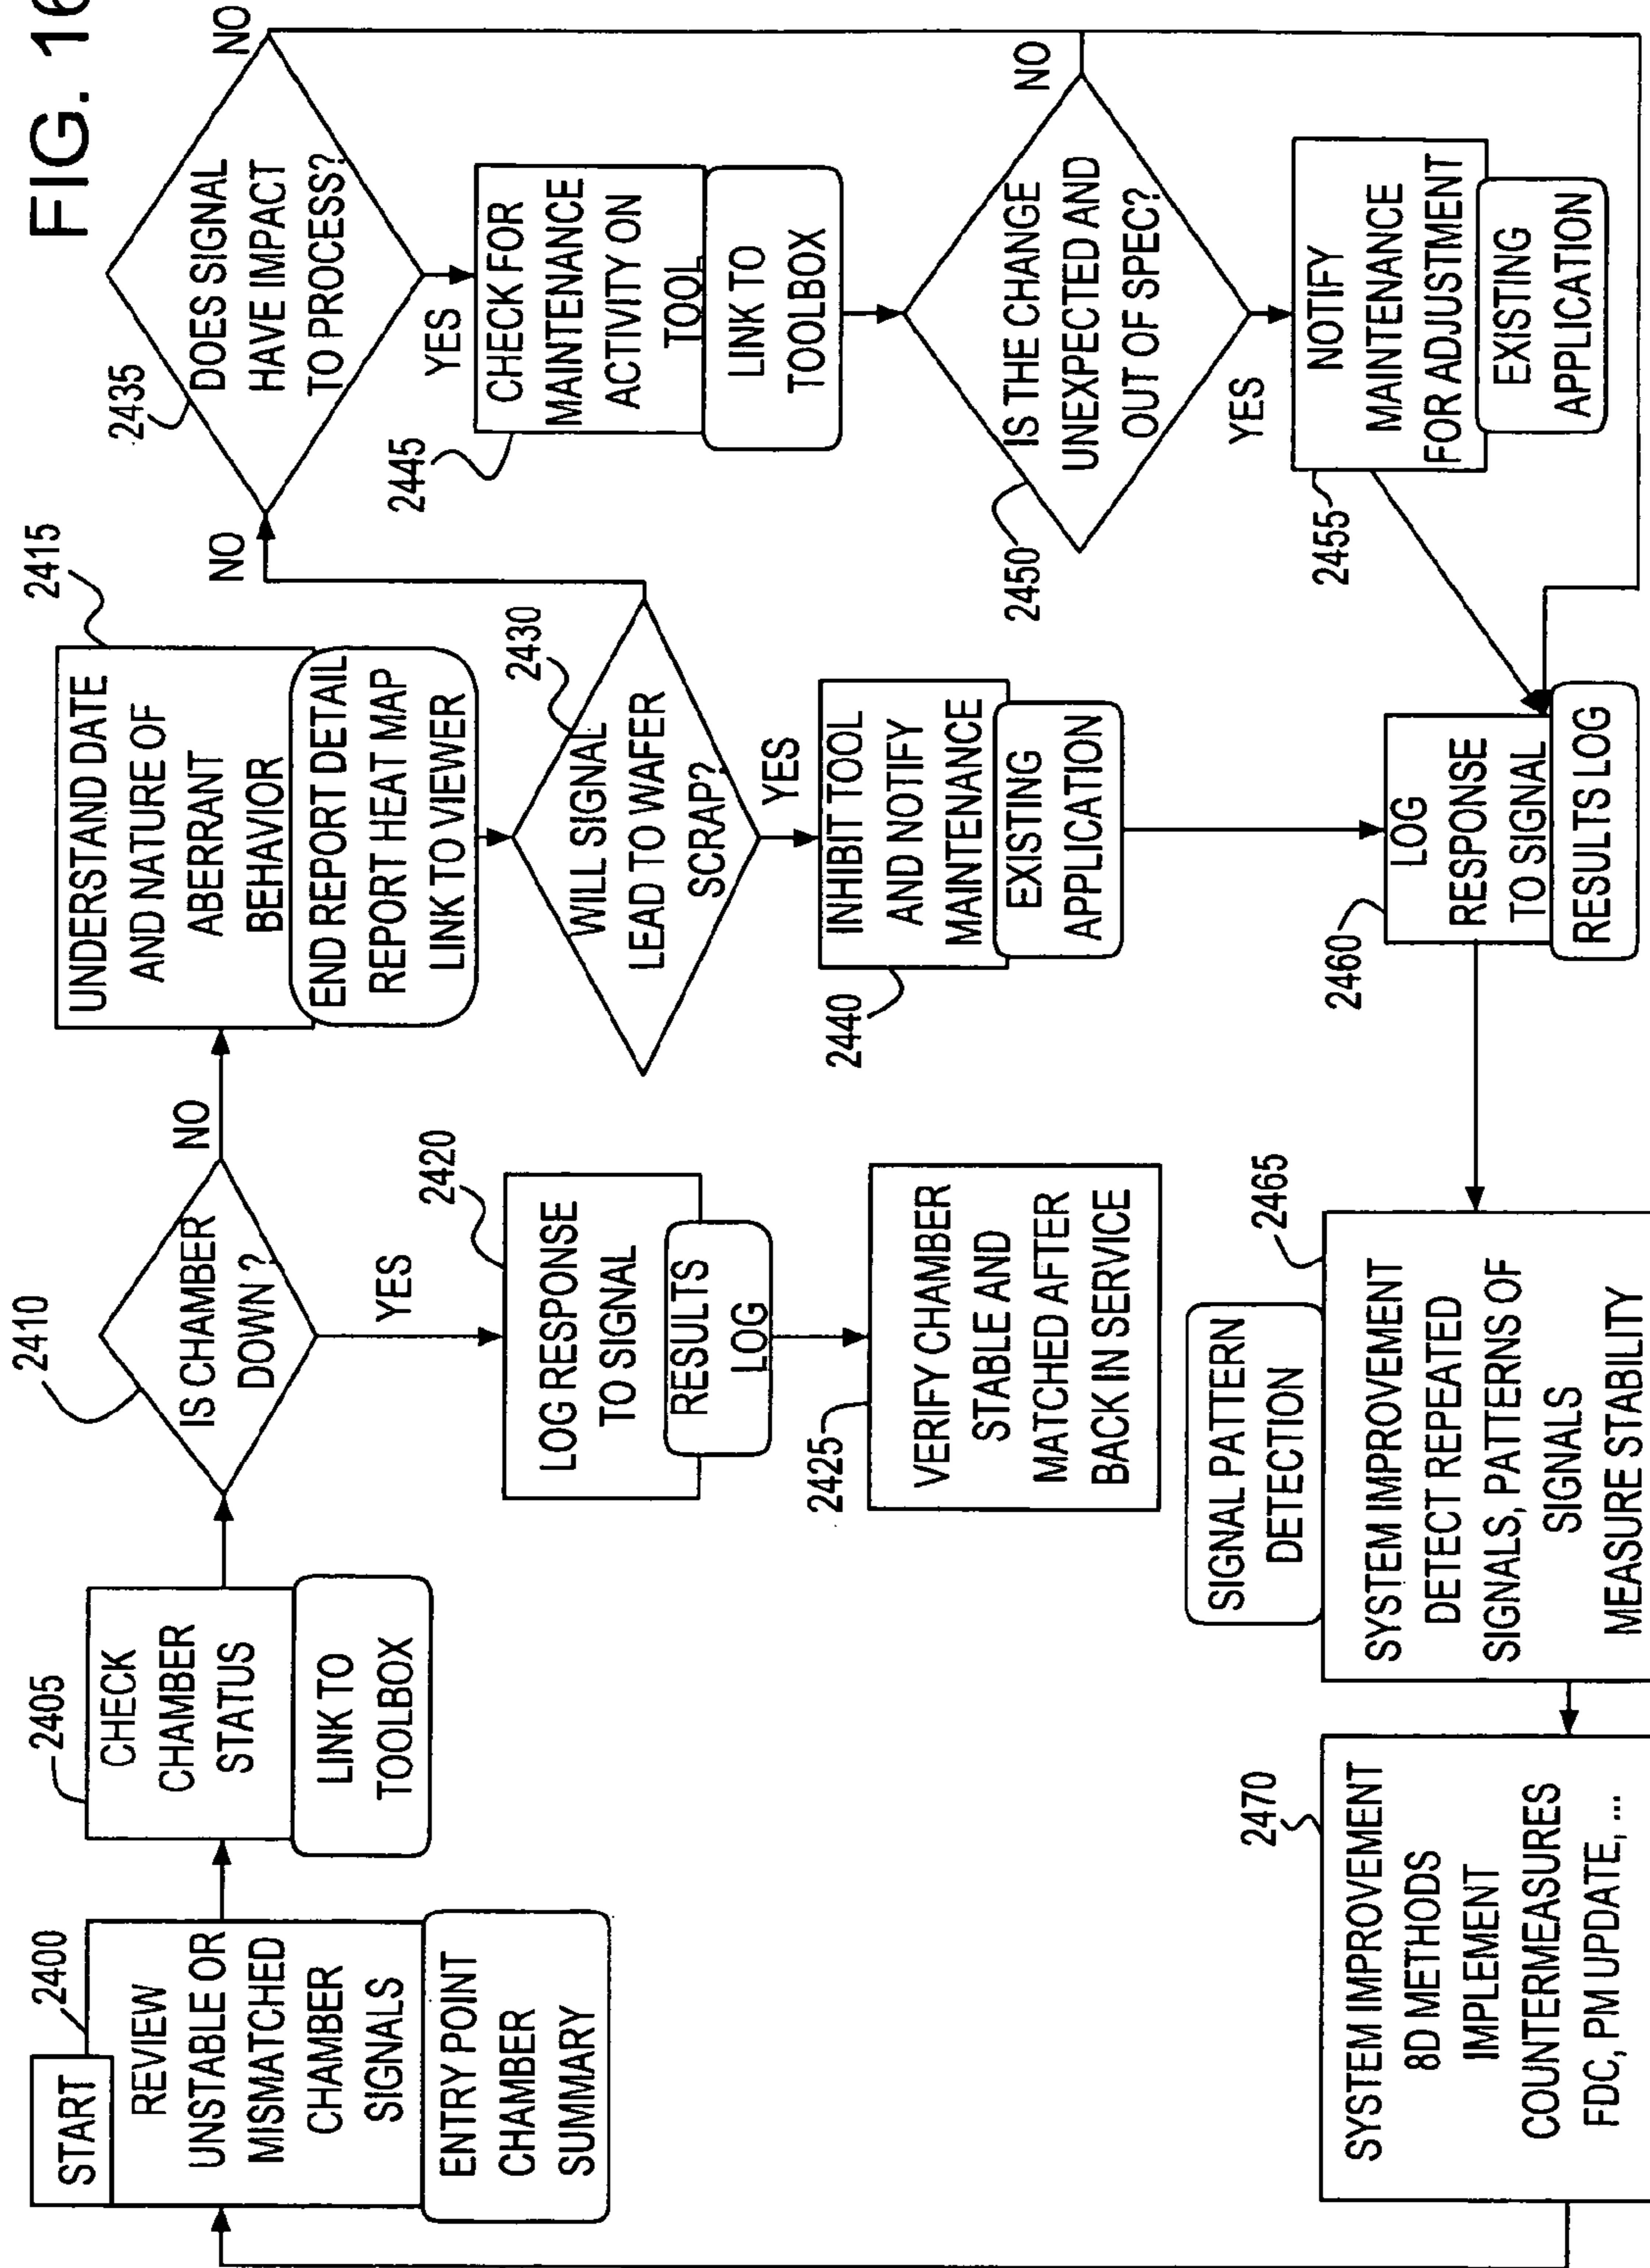 FIG. 16
START
2400
REVIEW
UNSTABLE OR
MISMATCHED
CHAMBER
SIGNALS
ENTRY POINT
CHAMBER
SUMMARY
2405
CHECK
CHAMBER
STATUS
LINK TO
TOOLBOX
2410
IS CHAMBER
DOWN ?
NO
YES
2415
UNDERSTAND DATE
AND NATURE OF
ABERRANT
BEHAVIOR
END REPORT DETAIL
REPORT HEAT MAP
LINK TO VIEWER
2420
LOG RESPONSE
TO SIGNAL
RESULTS
LOG
2425
VERIFY CHAMBER
STABLE AND
MATCHED AFTER
BACK IN SERVICE
2430
WILL SIGNAL
LEAD TO WAFER
SCRAP?
NO
YES
2435
DOES SIGNAL
HAVE IMPACT
TO PROCESS?
NO
YES
2440
INHIBIT TOOL
AND NOTIFY
MAINTENANCE
EXISTING
APPLICATION
2445
CHECK FOR
MAINTENANCE
ACTIVITY ON
TOOL
LINK TO
TOOLBOX
2450
IS THE CHANGE
UNEXPECTED AND
OUT OF SPEC?
NO
YES
2455
NOTIFY
MAINTENANCE
FOR ADJUSTMENT
EXISTING
APPLICATION
2460
LOG
RESPONSE
TO SIGNAL
RESULTS LOG
SIGNAL PATTERN
DETECTION
2465
SYSTEM IMPROVEMENT
DETECT REPEATED
SIGNALS, PATTERNS OF
SIGNALS
MEASURE STABILITY
2470
SYSTEM IMPROVEMENT
8D METHODS
IMPLEMENT
COUNTERMEASURES
FDC, PM UPDATE, ...